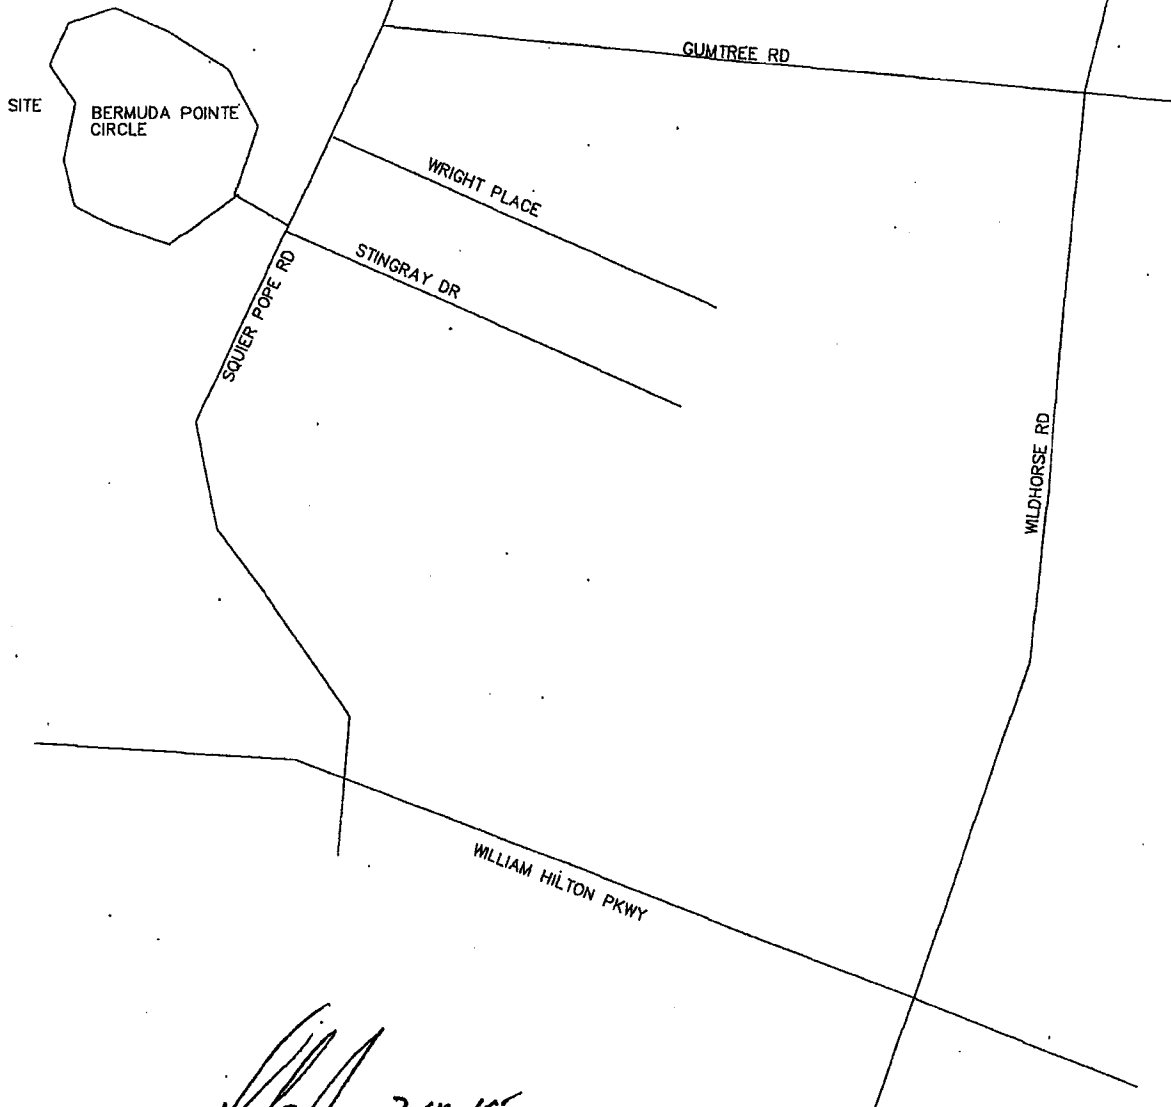 GUMTREE RD
SITE
BERMUDA POINTE
CIRCLE
WRIGHT PLACE
STINGRAY DR
SQUIER POPE RD
WILDHORSE RD
WILLIAM HILTON PKWY